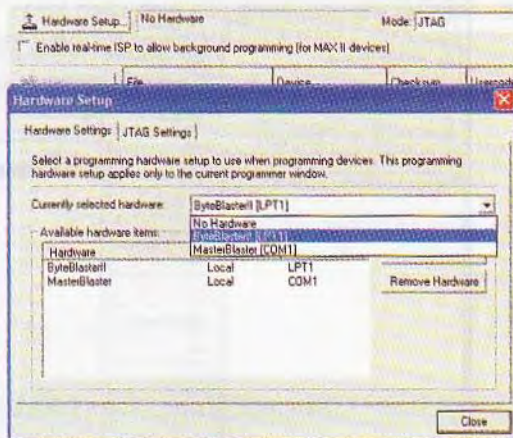 Hardware Setup... No Hardware Mode: JTAG
Enable real-time ISP to allow background programming (for MAX II devices)
File Device Checksum Usercode
Hardware Setup
Hardware Settings JTAG Settings
Select a programming hardware setup to use when programming devices. This programming
hardware setup applies only to the current programmer window.
Currently selected hardware: ByteBlasterII [LPT1]
No Hardware
ByteBlasterII [LPT1]
MasterBlaster [COM1]
Available hardware items:
Hardware
ByteBlasterII Local LPT1
MasterBlaster Local COM1
Remove Hardware
Close